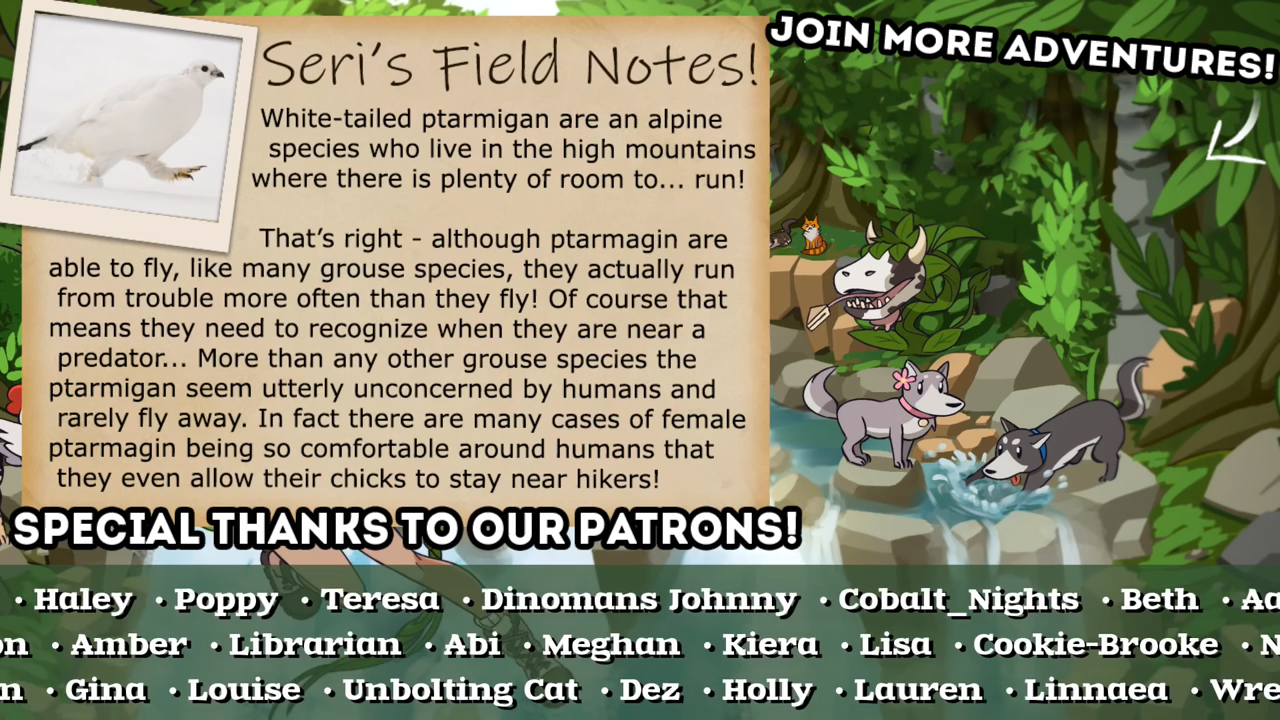 Seri's Field Notes!
JOIN MORE ADVENTURES!
White-tailed ptarmigan are an alpine
species who live in the high mountains
where there is plenty of room to... run!
That's right - although ptarmagin are
able to fly, like many grouse species, they actually run
from trouble more often than they fly! Of course that
means they need to recognize when they are near a
predator... More than any other grouse species the
ptarmigan seem utterly unconcerned by humans and
rarely fly away. In fact there are many cases of female
ptarmagin being so comfortable around humans that
they even allow their chicks to stay near hikers!
SPECIAL THANKS TO OUR PATRONS!
• Haley • Poppy • Teresa • Dinomans Johnny • Cobalt_Nights • Beth •
• Amber • Librarian • Abi • Meghan • Kiera • Lisa • Cookie-Brooke •
• Gina • Louise • Unbolting Cat • Dez • Holly • Lauren • Linnaea •